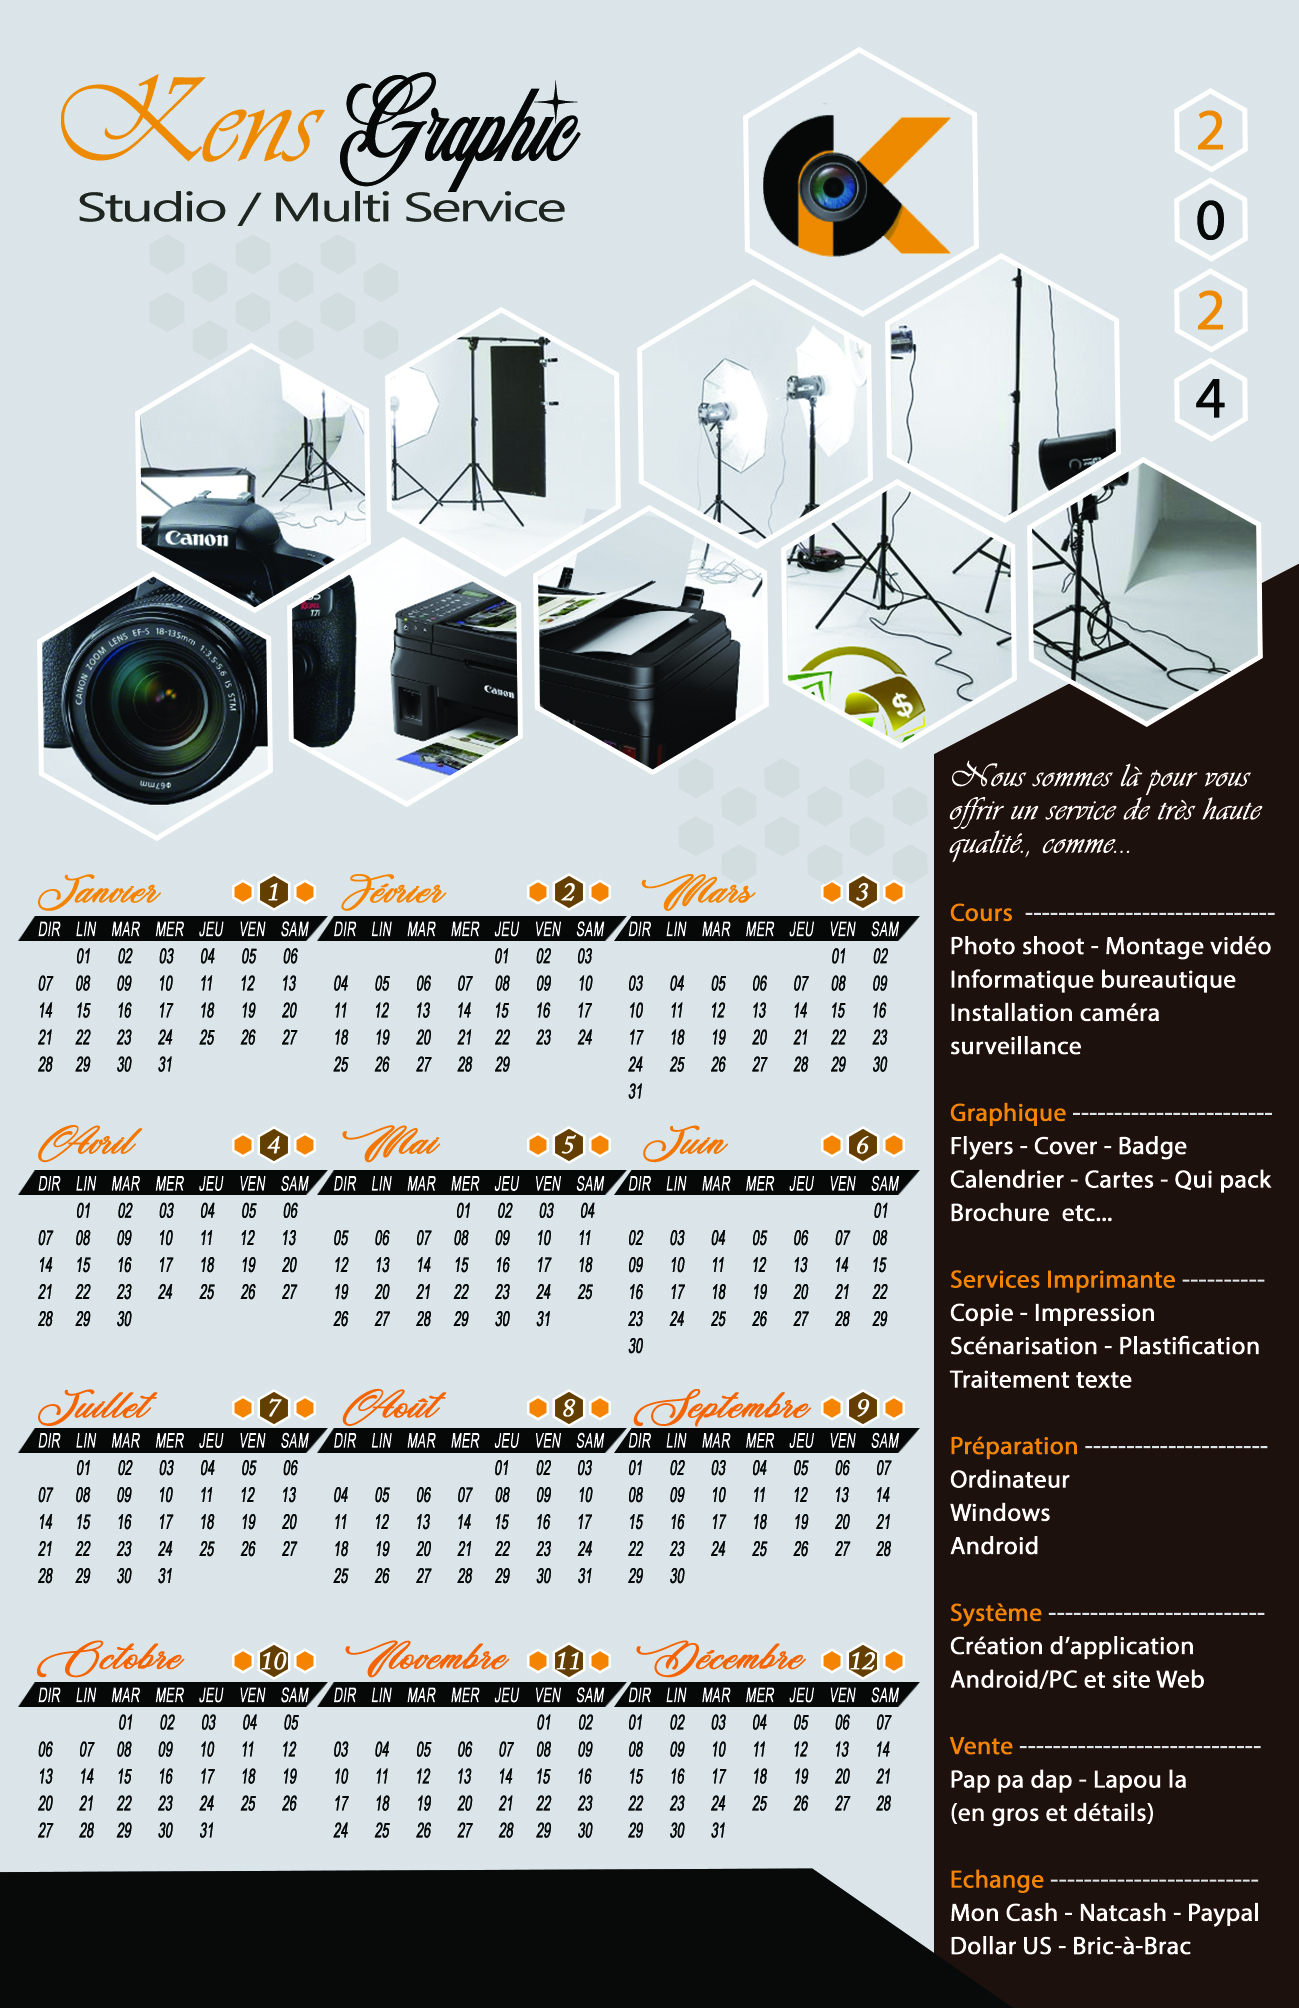 Kens Graphic
Studio / Multi Service
2
0
2
4
Canon
CANON ZOOM LENS EF-S 18-135mm 1:3.5-5.6 IS STM
Φ67mm
T7i
Canon
$
Nous sommes là pour vous
offrir un service de très haute
qualité., comme...
Cours ------------------------------
Photo shoot - Montage vidéo
Informatique bureautique
Installation caméra
surveillance
Graphique ------------------------
Flyers - Cover - Badge
Calendrier - Cartes - Qui pack
Brochure etc...
Services Imprimante ----------
Copie - Impression
Scénarisation - Plastification
Traitement texte
Préparation ----------------------
Ordinateur
Windows
Android
Système --------------------------
Création d’application
Android/PC et site Web
Vente -----------------------------
Pap pa dap - Lapou la
(en gros et détails)
Echange -------------------------
Mon Cash - Natcash - Paypal
Dollar US - Bric-à-Brac
Janvier 1
DIR LIN MAR MER JEU VEN SAM
01 02 03 04 05 06
07 08 09 10 11 12 13
14 15 16 17 18 19 20
21 22 23 24 25 26 27
28 29 30 31
Février 2
DIR LIN MAR MER JEU VEN SAM
01 02 03
04 05 06 07 08 09 10
11 12 13 14 15 16 17
18 19 20 21 22 23 24
25 26 27 28 29
Mars 3
DIR LIN MAR MER JEU VEN SAM
01 02
03 04 05 06 07 08 09
10 11 12 13 14 15 16
17 18 19 20 21 22 23
24 25 26 27 28 29 30
31
Avril 4
DIR LIN MAR MER JEU VEN SAM
01 02 03 04 05 06
07 08 09 10 11 12 13
14 15 16 17 18 19 20
21 22 23 24 25 26 27
28 29 30
Mai 5
DIR LIN MAR MER JEU VEN SAM
01 02 03 04
05 06 07 08 09 10 11
12 13 14 15 16 17 18
19 20 21 22 23 24 25
26 27 28 29 30 31
Juin 6
DIR LIN MAR MER JEU VEN SAM
01
02 03 04 05 06 07 08
09 10 11 12 13 14 15
16 17 18 19 20 21 22
23 24 25 26 27 28 29
30
Juillet 7
DIR LIN MAR MER JEU VEN SAM
01 02 03 04 05 06
07 08 09 10 11 12 13
14 15 16 17 18 19 20
21 22 23 24 25 26 27
28 29 30 31
Août 8
DIR LIN MAR MER JEU VEN SAM
01 02 03
04 05 06 07 08 09 10
11 12 13 14 15 16 17
18 19 20 21 22 23 24
25 26 27 28 29 30 31
Septembre 9
DIR LIN MAR MER JEU VEN SAM
01 02 03 04 05 06 07
08 09 10 11 12 13 14
15 16 17 18 19 20 21
22 23 24 25 26 27 28
29 30
Octobre 10
DIR LIN MAR MER JEU VEN SAM
01 02 03 04 05
06 07 08 09 10 11 12
13 14 15 16 17 18 19
20 21 22 23 24 25 26
27 28 29 30 31
Novembre 11
DIR LIN MAR MER JEU VEN SAM
01 02
03 04 05 06 07 08 09
10 11 12 13 14 15 16
17 18 19 20 21 22 23
24 25 26 27 28 29 30
Décembre 12
DIR LIN MAR MER JEU VEN SAM
01 02 03 04 05 06 07
08 09 10 11 12 13 14
15 16 17 18 19 20 21
22 23 24 25 26 27 28
29 30 31